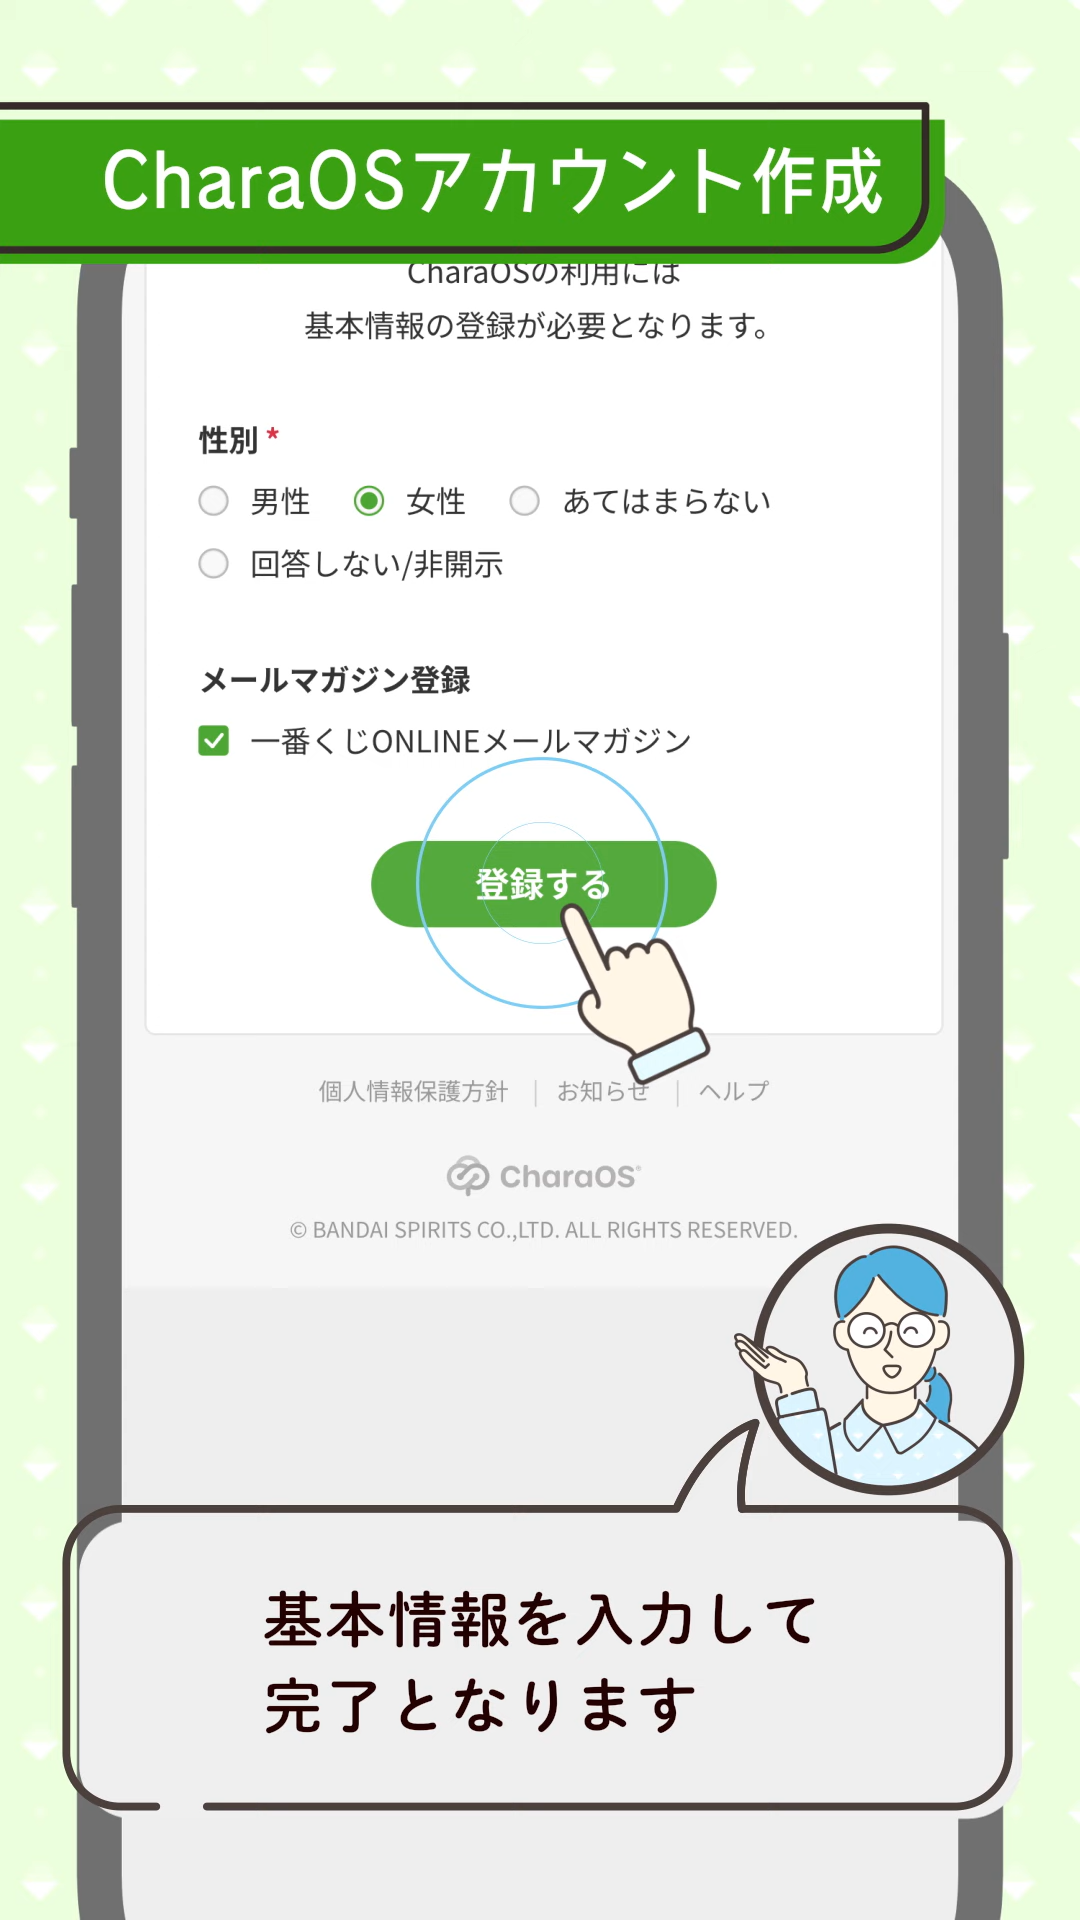 CharaOSアカウント作成
CharaOSの利用には
基本情報の登録が必要となります。
性別 *
男性 女性 あてはまらない
回答しない/非開示
メールマガジン登録
一番くじONLINEメールマガジン
登録する
個人情報保護方針 | お知らせ | ヘルプ
CharaOS
© BANDAI SPIRITS CO.,LTD. ALL RIGHTS RESERVED.
基本情報を入力して
完了となります